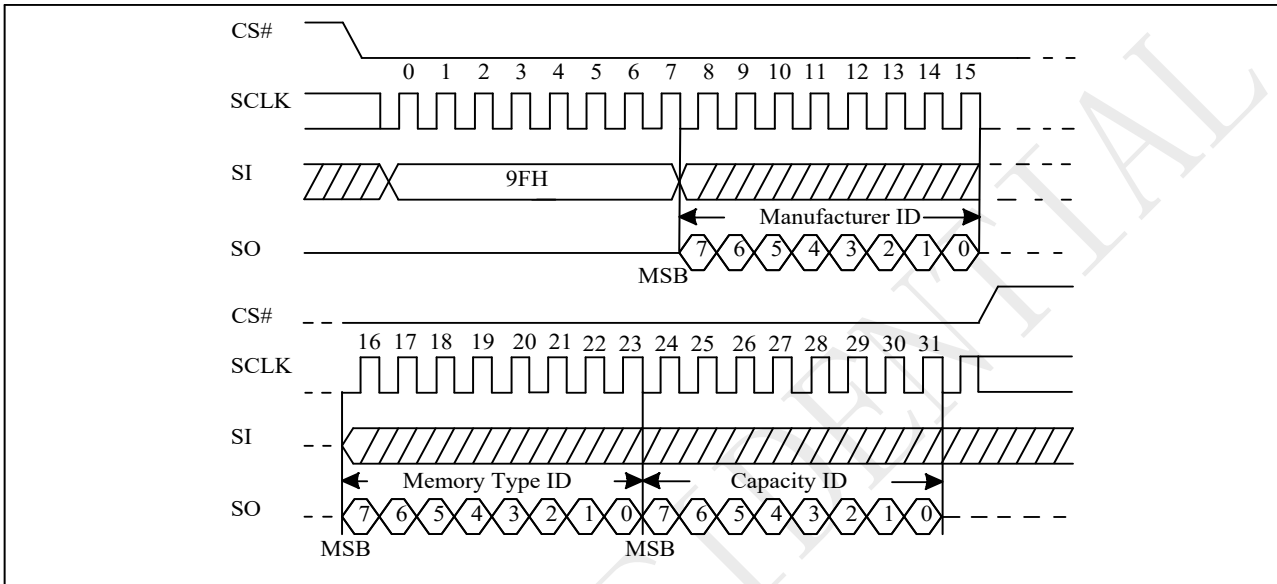 CS#
0 1 2 3 4 5 6 7 8 9 10 11 12 13 14 15
SCLK
SI 9FH
Manufacturer ID
SO 7 6 5 4 3 2 1 0
MSB
CS#
16 17 18 19 20 21 22 23 24 25 26 27 28 29 30 31
SCLK
SI
Memory Type ID Capacity ID
SO 7 6 5 4 3 2 1 0 7 6 5 4 3 2 1 0
MSB MSB
IDENTIAL